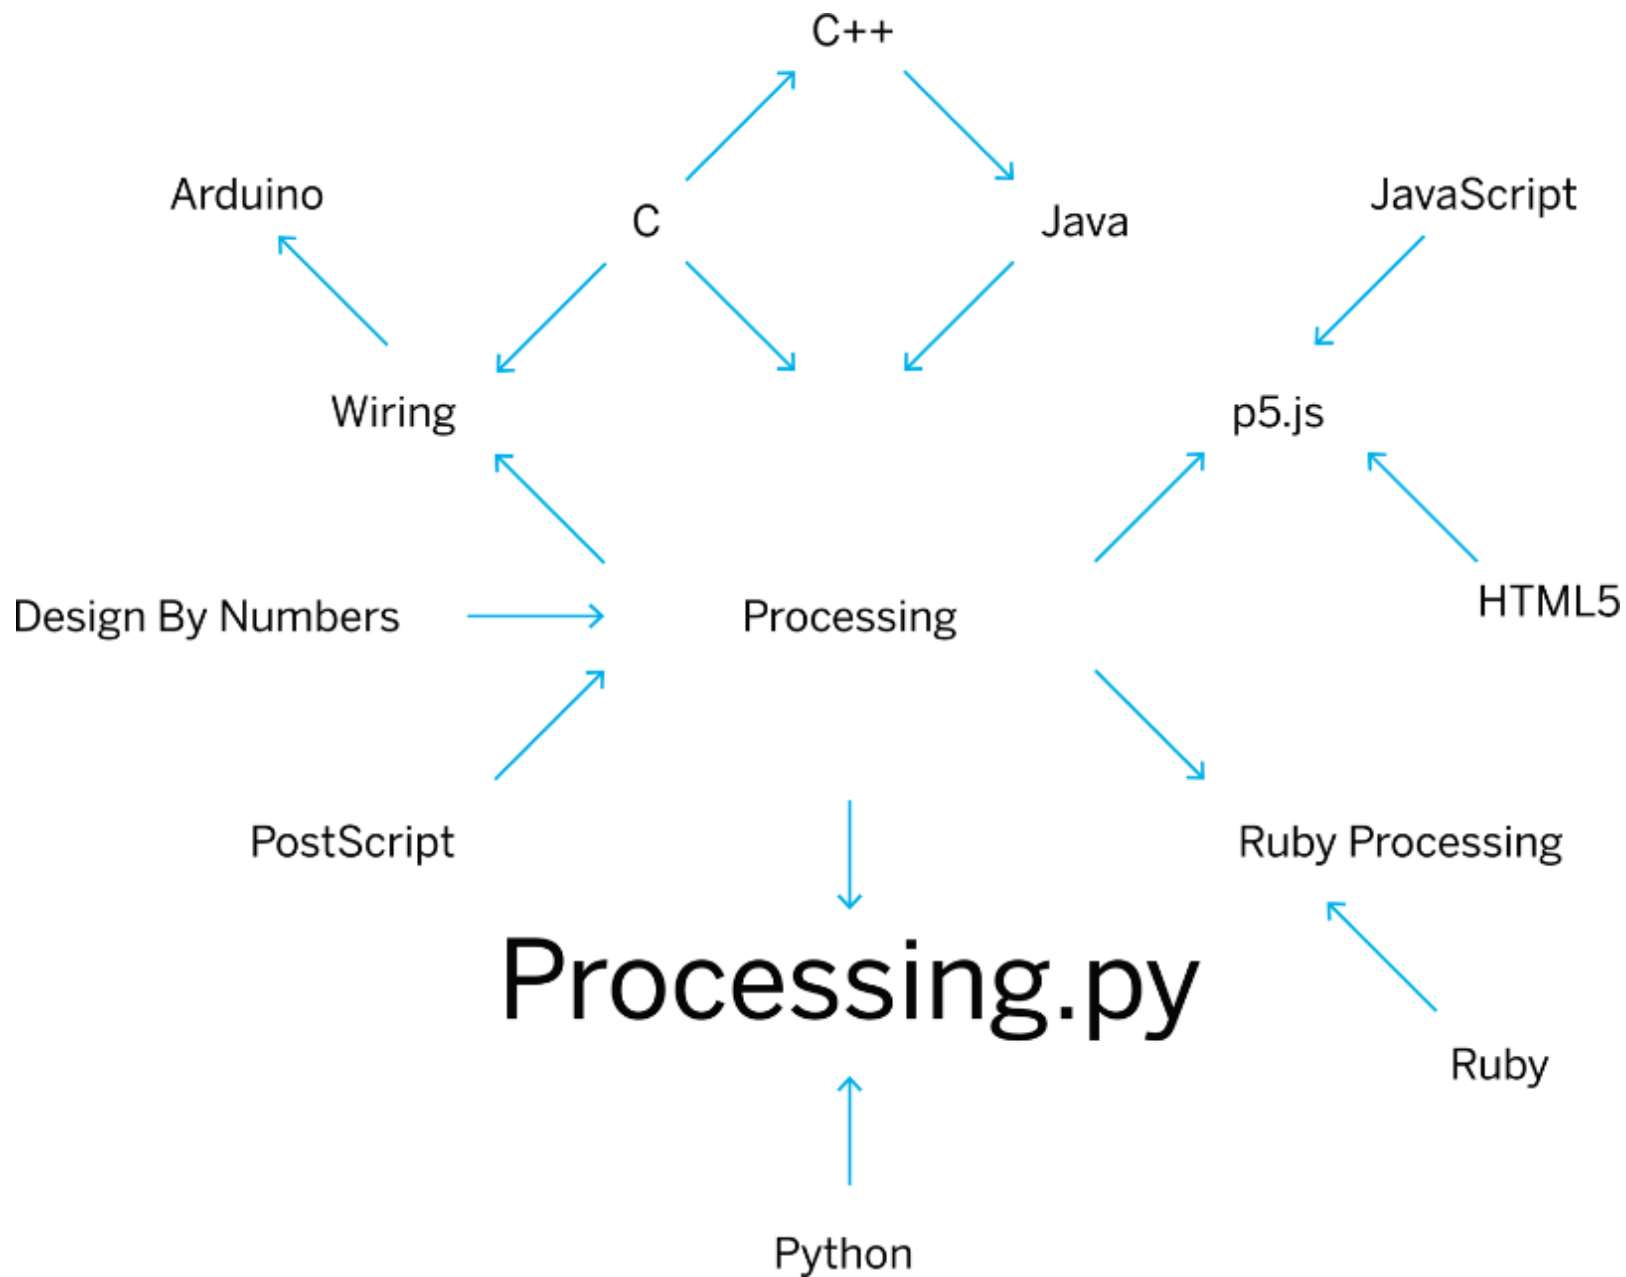 C++
Arduino
C
Java
JavaScript
Wiring
p5.js
Design By Numbers
Processing
HTML5
PostScript
Ruby Processing
Processing.py
Ruby
Python